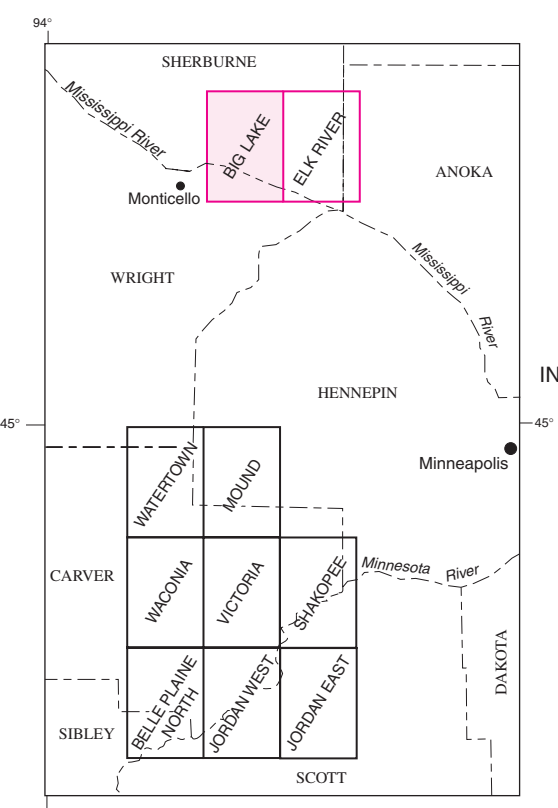 94°
SHERBURNE
Mississippi River
BIG LAKE
ELK RIVER
ANOKA
Monticello
WRIGHT
Mississippi
River
HENNEPIN
IN
45°
45°
Minneapolis
WATERTOWN
MOUND
CARVER
WACONIA
VICTORIA
SHAKOPEE
Minnesota
River
DAKOTA
BELLE PLAINE
NORTH
JORDAN WEST
JORDAN EAST
SIBLEY
SCOTT